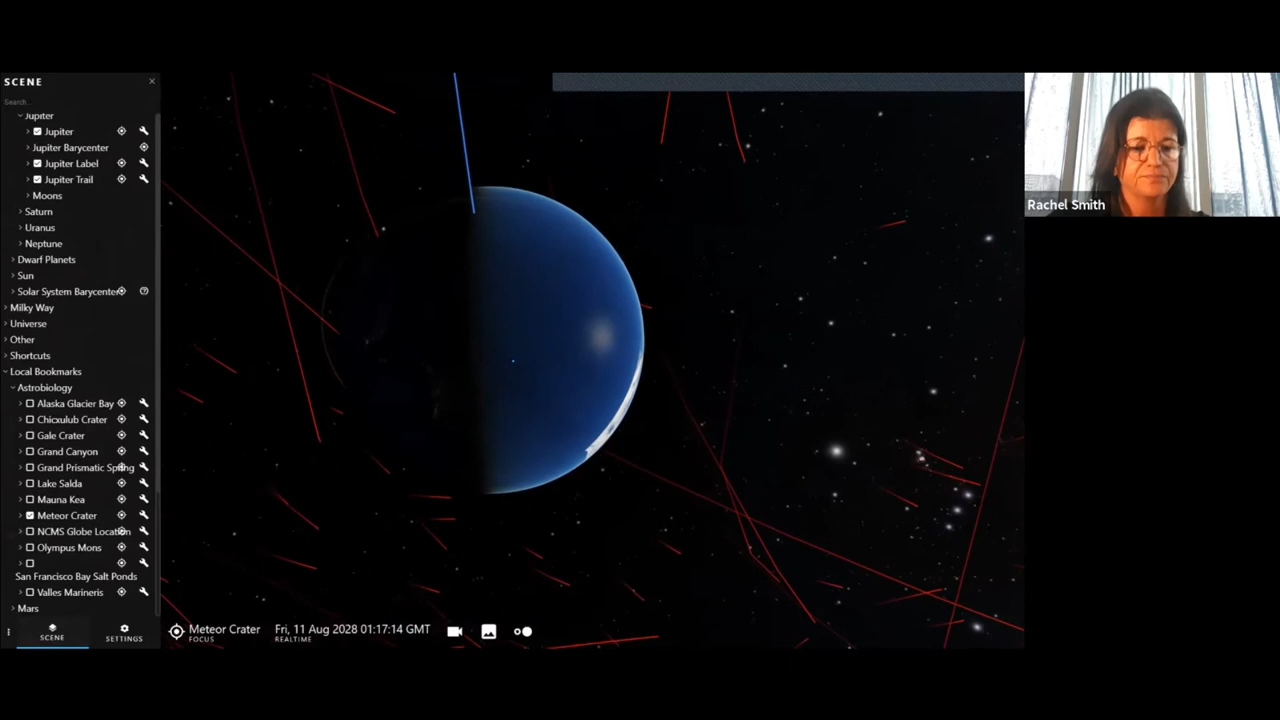 SCENE
Search...
Jupiter
Jupiter
Jupiter Barycenter
Jupiter Label
Jupiter Trail
Moons
Saturn
Uranus
Neptune
Dwarf Planets
Sun
Solar System Barycenter
Milky Way
Universe
Other
Shortcuts
Local Bookmarks
Astrobiology
Alaska Glacier Bay
Chicxulub Crater
Gale Crater
Grand Canyon
Grand Prismatic Spring
Lake Salda
Mauna Kea
Meteor Crater
NCMS Globe Location
Olympus Mons
San Francisco Bay Salt Ponds
Valles Marineris
Mars
SCENE
SETTINGS
Meteor Crater
FOCUS
Fri, 11 Aug 2028 01:17:14 GMT
REALTIME
Rachel Smith